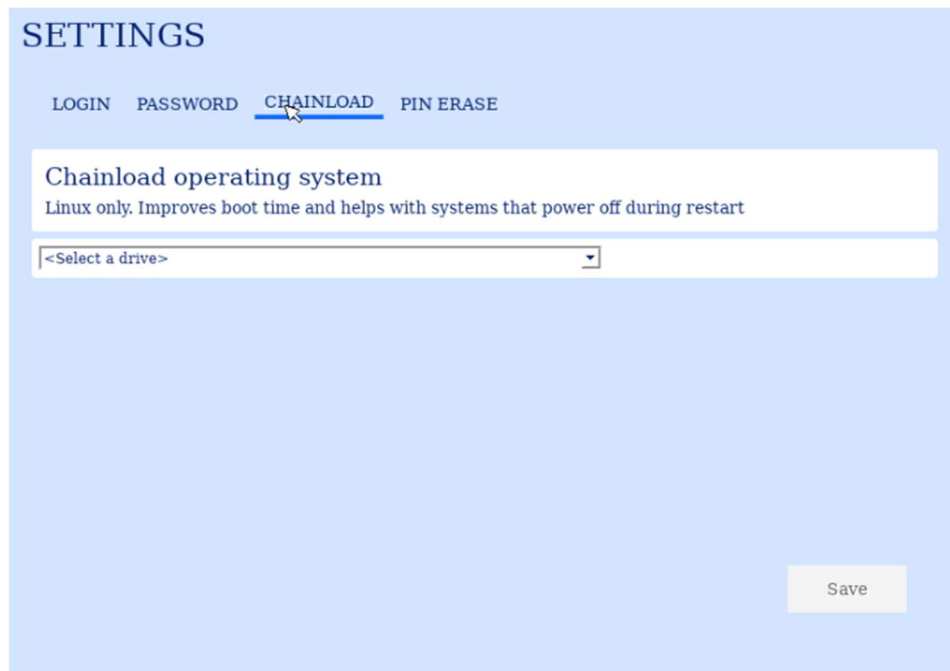 SETTINGS
LOGIN PASSWORD CHAINLOAD PIN ERASE
Chainload operating system
Linux only. Improves boot time and helps with systems that power off during restart
<Select a drive>
Save